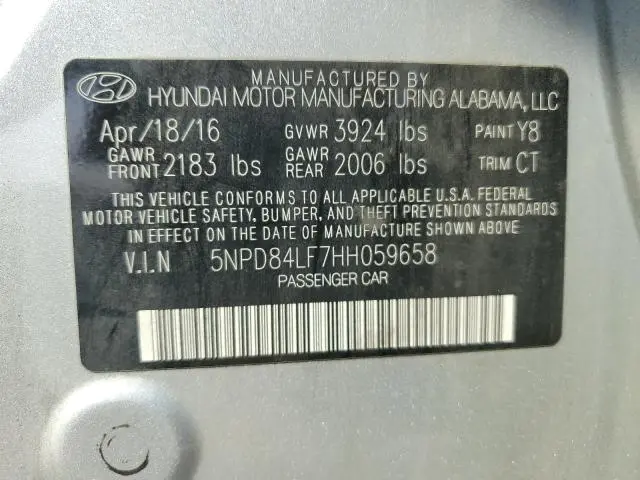 MANUFACTURED BY
HYUNDAI MOTOR MANUFACTURING ALABAMA, LLC
Apr/18/16 GVWR 3924 lbs PAINT Y8
GAWR FRONT 2183 lbs GAWR REAR 2006 lbs TRIM CT
THIS VEHICLE CONFORMS TO ALL APPLICABLE U.S.A. FEDERAL
MOTOR VEHICLE SAFETY, BUMPER, AND THEFT PREVENTION STANDARDS
IN EFFECT ON THE DATE OF MANUFACTURE SHOWN ABOVE
V.I.N 5NPD84LF7HH059658
PASSENGER CAR